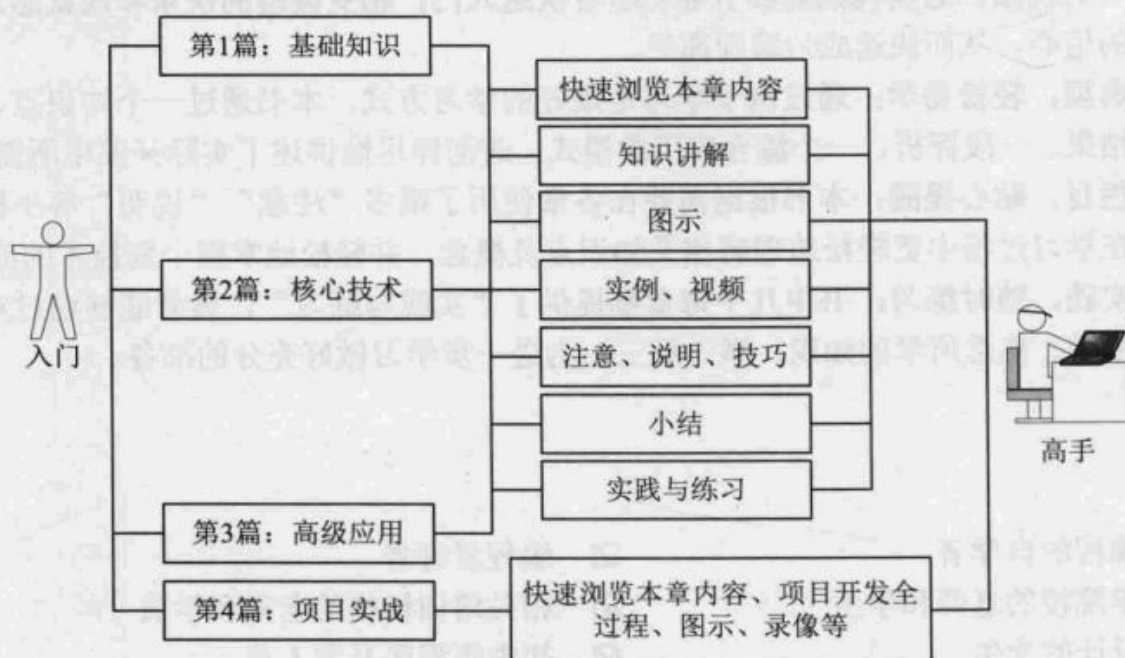 第1篇：基础知识
快速浏览本章内容
知识讲解
图示
第2篇：核心技术
实例、视频
入门
注意、说明、技巧
小结
高手
实践与练习
第3篇：高级应用
第4篇：项目实战
快速浏览本章内容、项目开发全
过程、图示、录像等